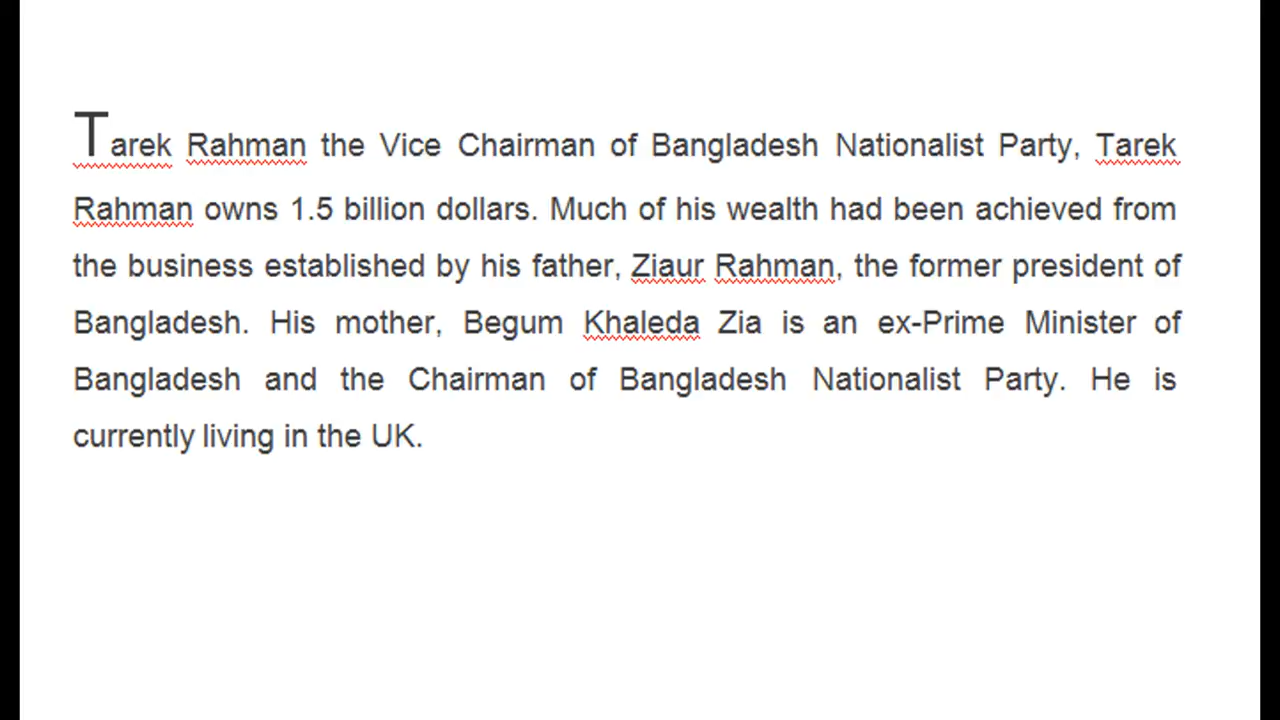 Tarek Rahman the Vice Chairman of Bangladesh Nationalist Party, Tarek
Rahman owns 1.5 billion dollars. Much of his wealth had been achieved from
the business established by his father, Ziaur Rahman, the former president of
Bangladesh. His mother, Begum Khaleda Zia is an ex-Prime Minister of
Bangladesh and the Chairman of Bangladesh Nationalist Party. He is
currently living in the UK.